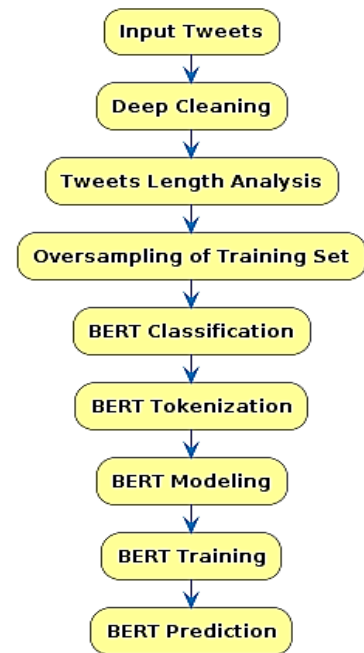 Input Tweets
Deep Cleaning
Tweets Length Analysis
Oversampling of Training Set
BERT Classification
BERT Tokenization
BERT Modeling
BERT Training
BERT Prediction